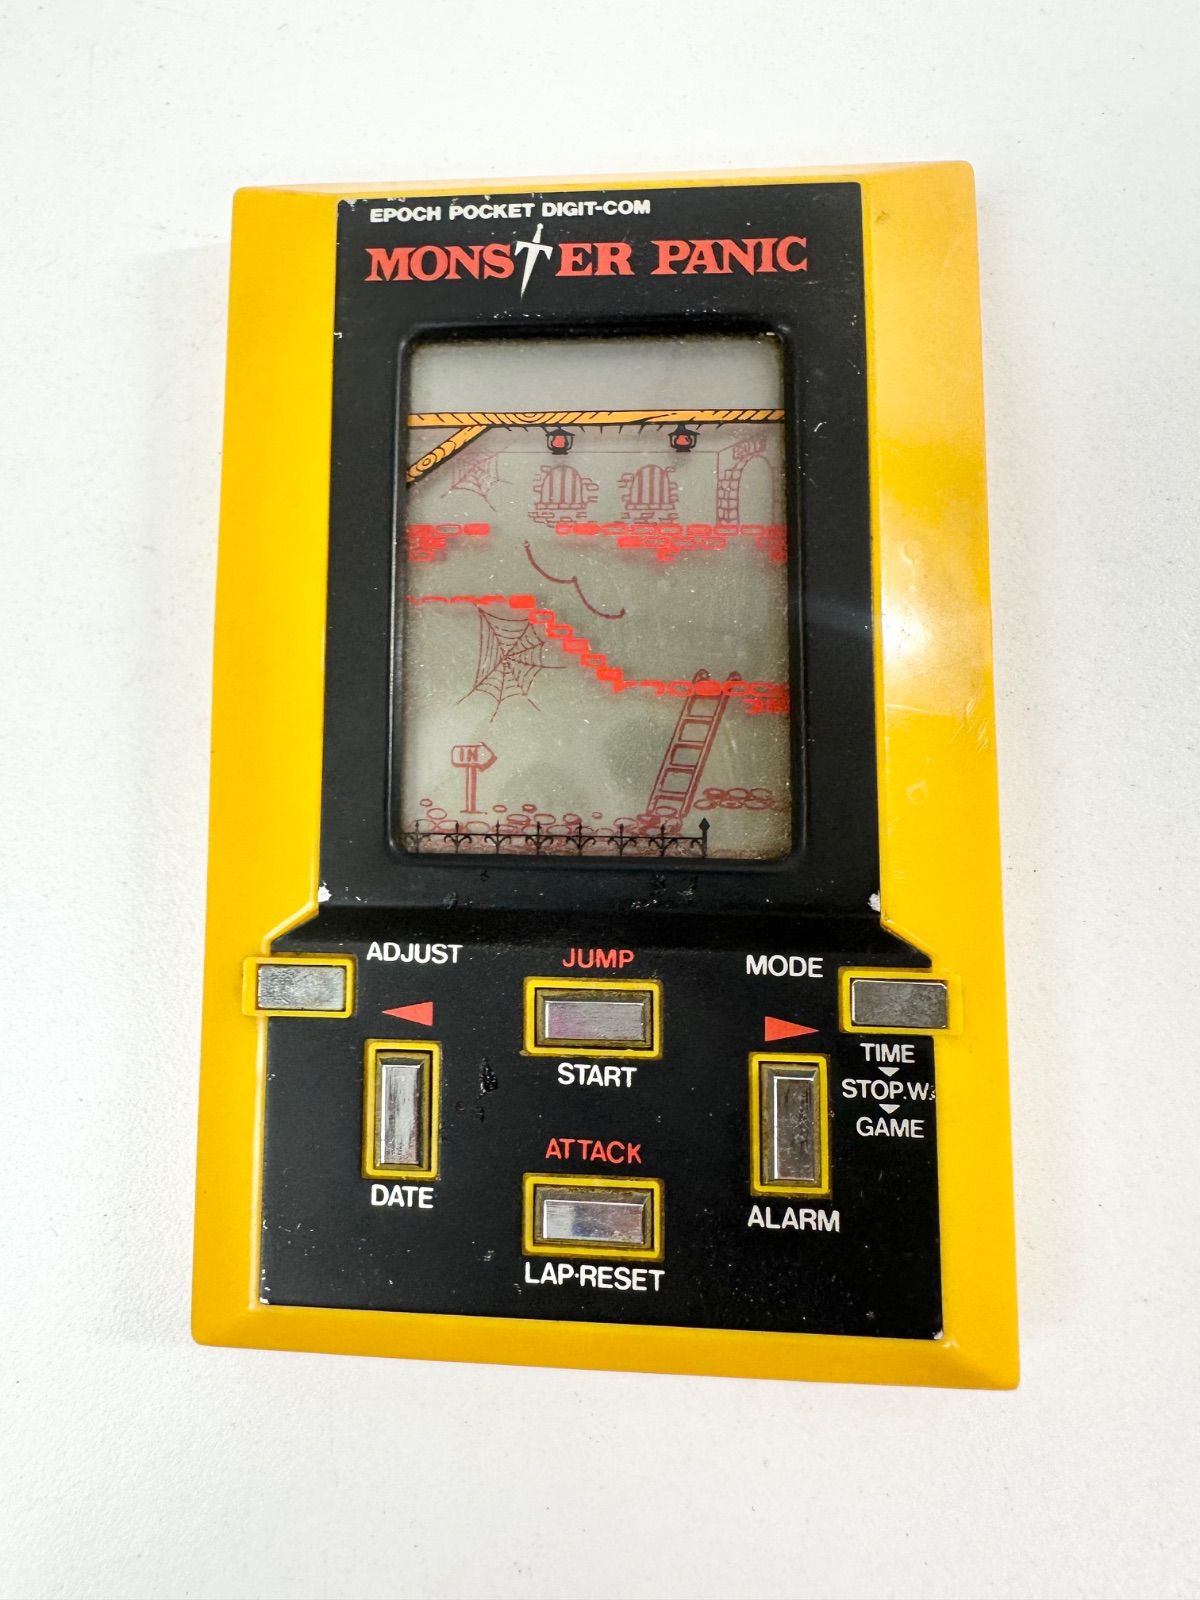 EPOCH POCKET DIGIT-COM
MONSTER PANIC
IN
ADJUST
JUMP
MODE
START
TIME
STOP.W.
GAME
ATTACK
DATE
ALARM
LAP·RESET